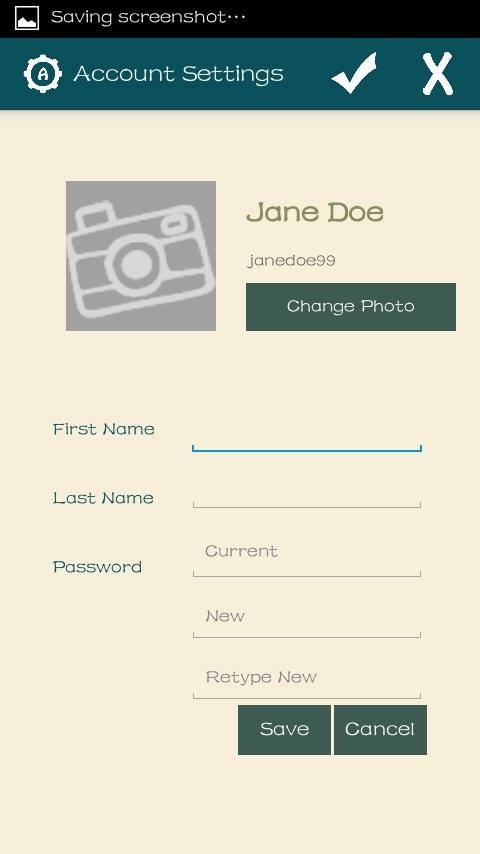 Saving screenshot...
A Account Settings
Jane Doe
janedoe99
Change Photo
First Name
Last Name
Password
Current
New
Retype New
Save
Cancel